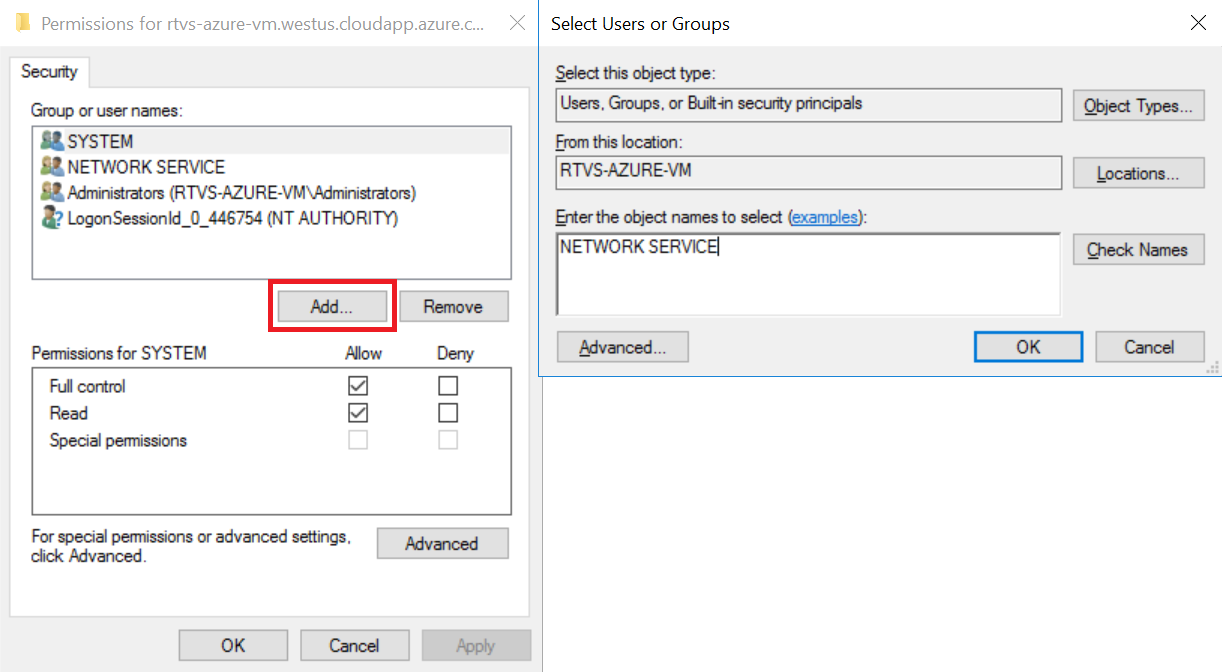 Permissions for rtvs-azure-vm.westus.cloudapp.azure.c...
Security
Group or user names:
SYSTEM
NETWORK SERVICE
Administrators (RTVS-AZURE-VM\Administrators)
LogonSessionId_0_446754 (NT AUTHORITY)
Add...
Remove
Permissions for SYSTEM
Allow
Deny
Full control
Read
Special permissions
For special permissions or advanced settings,
click Advanced.
Advanced
OK
Cancel
Apply
Select Users or Groups
Select this object type:
Users, Groups, or Built-in security principals
Object Types...
From this location:
RTVS-AZURE-VM
Locations...
Enter the object names to select (examples):
NETWORK SERVICE
Check Names
Advanced...
OK
Cancel